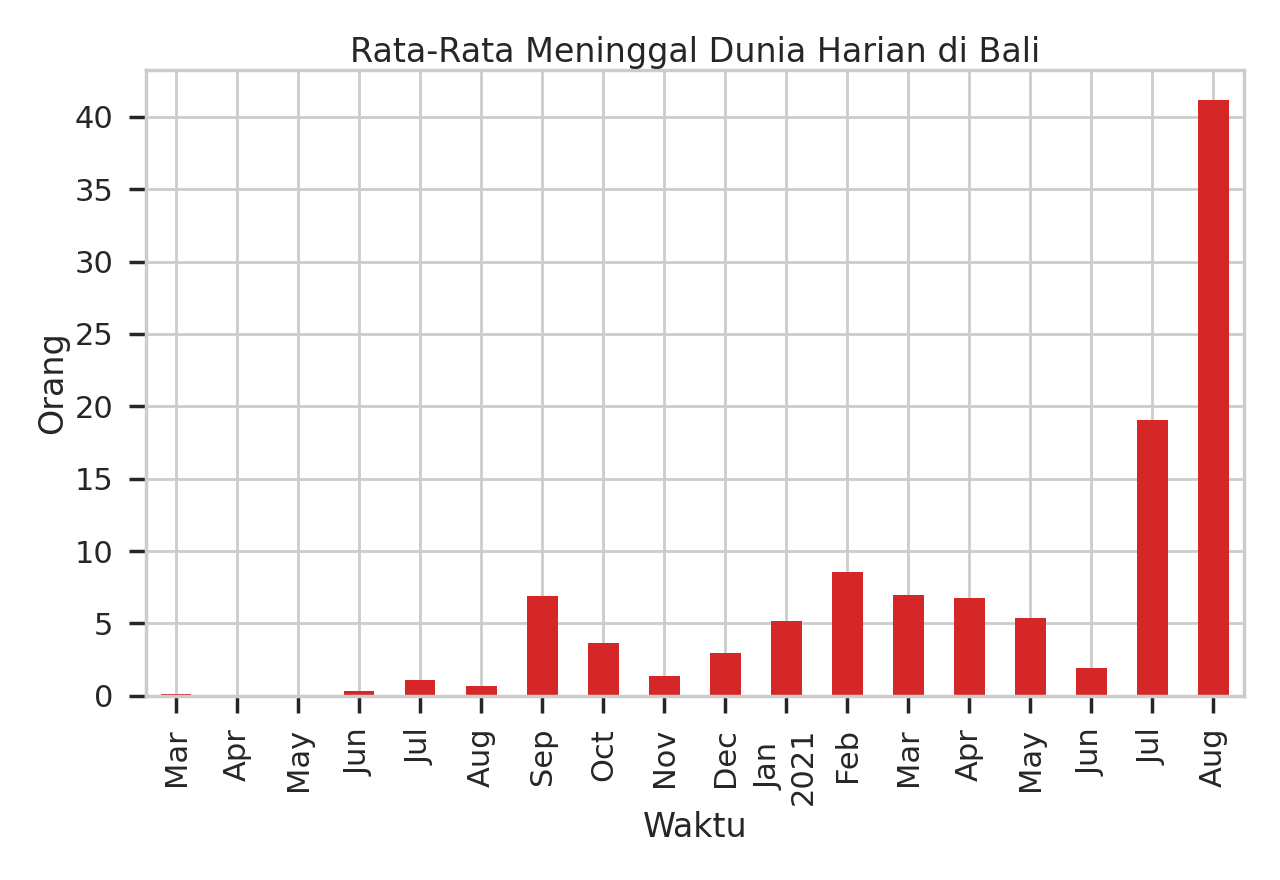 Rata-Rata Meninggal Dunia Harian di Bali
Orang
40
35
30
25
20
15
10
5
0
Mar
Apr
May
Jun
Jul
Aug
Sep
Oct
Nov
Dec
Jan
2021
Feb
Mar
Apr
May
Jun
Jul
Aug
Waktu